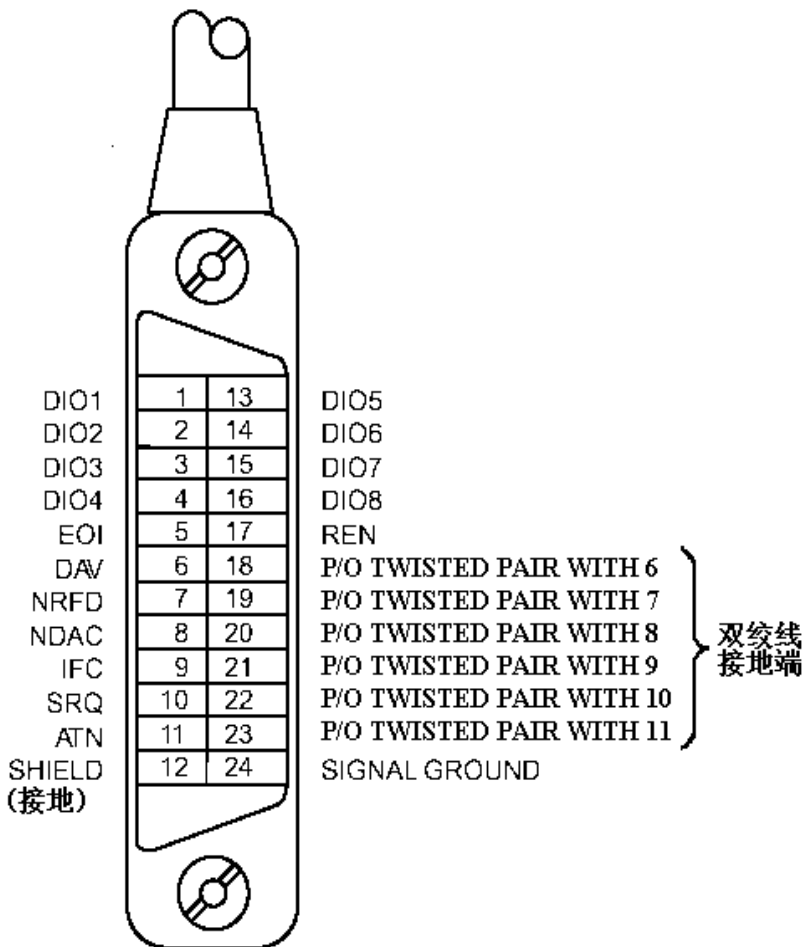 DIO1 1 13 DIO5
DIO2 2 14 DIO6
DIO3 3 15 DIO7
DIO4 4 16 DIO8
EOI 5 17 REN
DAV 6 18 P/O TWISTED PAIR WITH 6
NRFD 7 19 P/O TWISTED PAIR WITH 7
NDAC 8 20 P/O TWISTED PAIR WITH 8
IFC 9 21 P/O TWISTED PAIR WITH 9
SRQ 10 22 P/O TWISTED PAIR WITH 10
ATN 11 23 P/O TWISTED PAIR WITH 11
SHIELD 12 24 SIGNAL GROUND
(接地)
双绞线
接地端